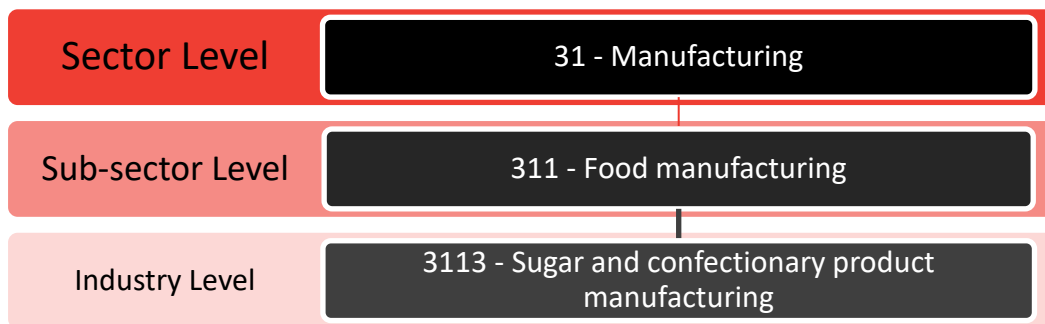 Sector Level
31 - Manufacturing
Sub-sector Level
311 - Food manufacturing
Industry Level
3113 - Sugar and confectionary product
manufacturing